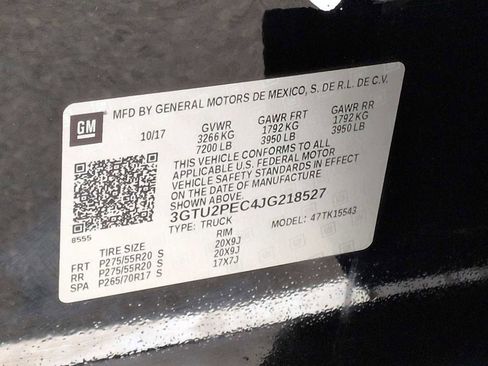 GM
MFD BY GENERAL MOTORS DE MEXICO, S. DE R.L. DE C.V.
10/17 GVWR GAWR FRT GAWR RR
3266 KG 1792 KG 1792 KG
7200 LB 3950 LB 3950 LB
THIS VEHICLE CONFORMS TO ALL
APPLICABLE U.S. FEDERAL MOTOR
VEHICLE SAFETY STANDARDS IN EFFECT
ON THE DATE OF MANUFACTURE
SHOWN ABOVE.
3GTU2PEC4JG218527
8555 TYPE: TRUCK MODEL: 47TK15543
TIRE SIZE RIM
FRT P275/55R20 S 20X9J
RR P275/55R20 S 20X9J
SPA P265/70R17 S 17X7J